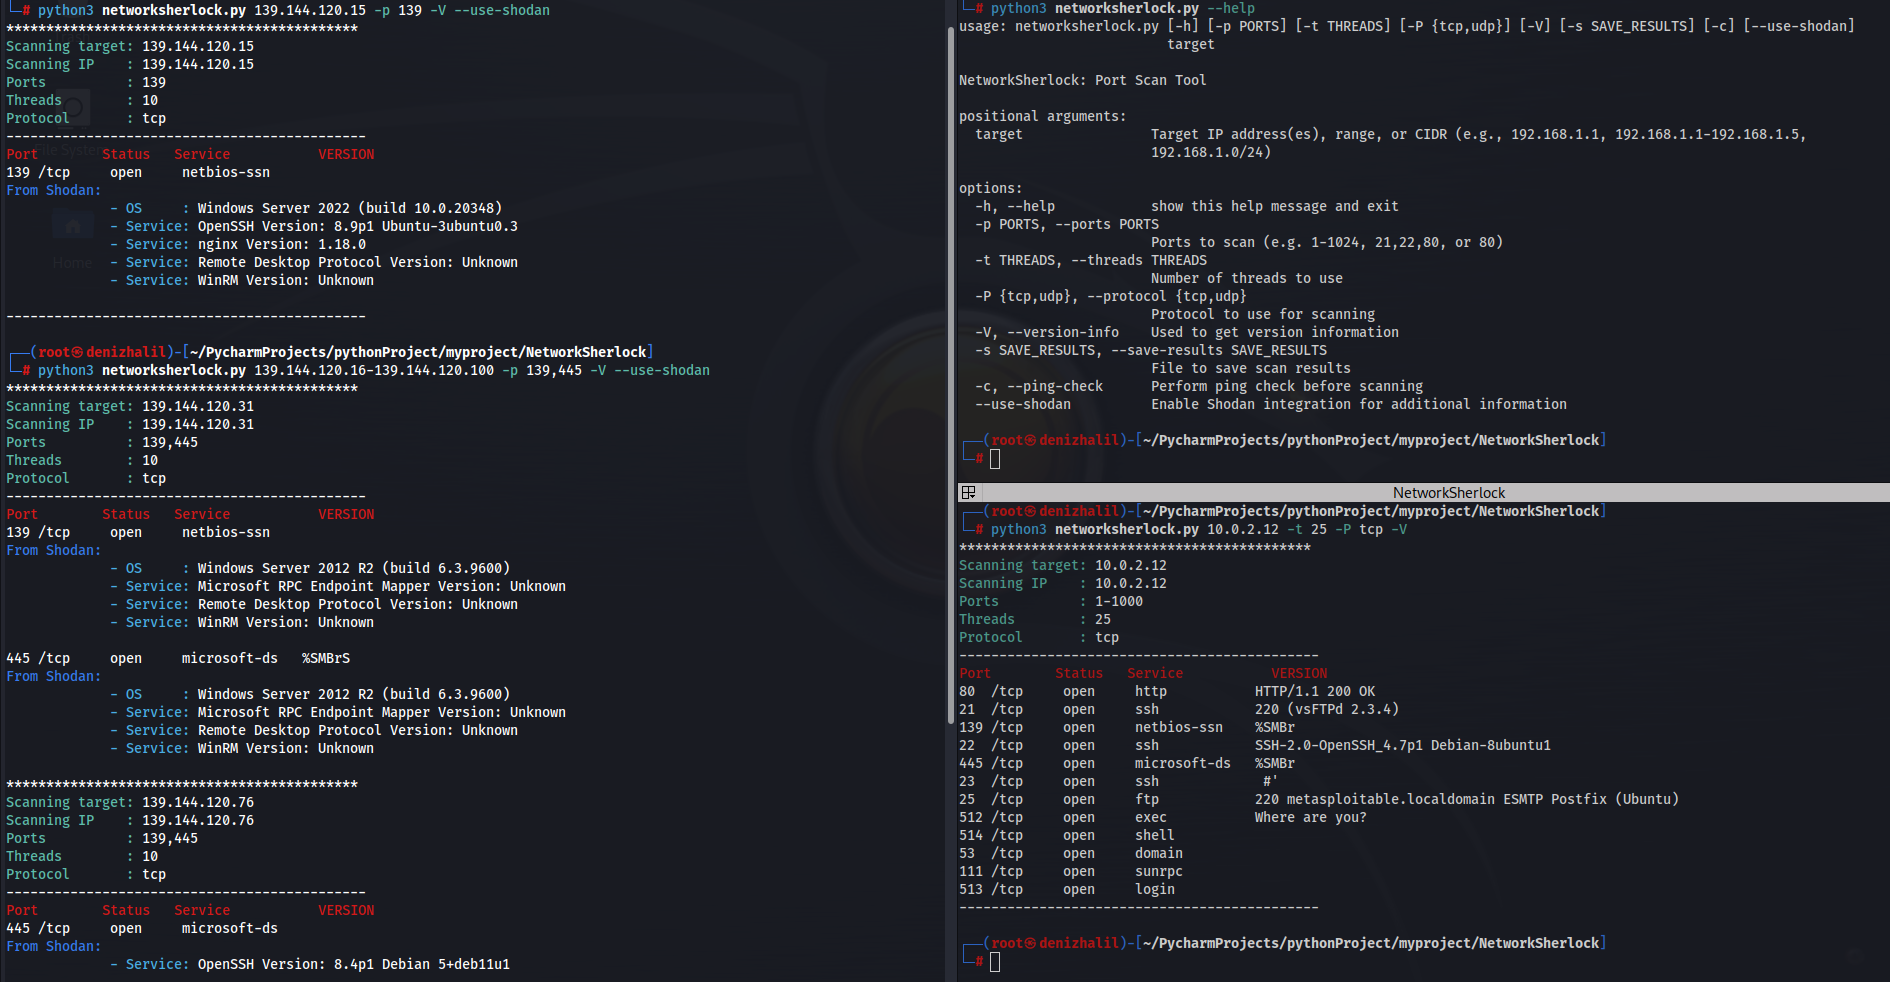 └─# python3 networksherlock.py 139.144.120.15 -p 139 -V --use-shodan
********************************************
Scanning target: 139.144.120.15
Scanning IP    : 139.144.120.15
Ports          : 139
Threads        : 10
Protocol       : tcp
---------------------------------------------
Port        Status   Service           VERSION
139 /tcp     open     netbios-ssn
From Shodan:
- OS     : Windows Server 2022 (build 10.0.20348)
- Service: OpenSSH Version: 8.9p1 Ubuntu-3ubuntu0.3
- Service: nginx Version: 1.18.0
- Service: Remote Desktop Protocol Version: Unknown
- Service: WinRM Version: Unknown
---------------------------------------------
┌──(root㉿denizhalil)-[~/PycharmProjects/pythonProject/myproject/NetworkSherlock]
└─# python3 networksherlock.py 139.144.120.16-139.144.120.100 -p 139,445 -V --use-shodan
********************************************
Scanning target: 139.144.120.31
Scanning IP    : 139.144.120.31
Ports          : 139,445
Threads        : 10
Protocol       : tcp
---------------------------------------------
Port        Status   Service           VERSION
139 /tcp     open     netbios-ssn
From Shodan:
- OS     : Windows Server 2012 R2 (build 6.3.9600)
- Service: Microsoft RPC Endpoint Mapper Version: Unknown
- Service: Remote Desktop Protocol Version: Unknown
- Service: WinRM Version: Unknown
445 /tcp     open     microsoft-ds   %SMBrS
From Shodan:
- OS     : Windows Server 2012 R2 (build 6.3.9600)
- Service: Microsoft RPC Endpoint Mapper Version: Unknown
- Service: Remote Desktop Protocol Version: Unknown
- Service: WinRM Version: Unknown
********************************************
Scanning target: 139.144.120.76
Scanning IP    : 139.144.120.76
Ports          : 139,445
Threads        : 10
Protocol       : tcp
---------------------------------------------
Port        Status   Service           VERSION
445 /tcp     open     microsoft-ds
From Shodan:
- Service: OpenSSH Version: 8.4p1 Debian 5+deb11u1
File System
Home
└─# python3 networksherlock.py --help
usage: networksherlock.py [-h] [-p PORTS] [-t THREADS] [-P {tcp,udp}] [-V] [-s SAVE_RESULTS] [-c] [--use-shodan]
target
NetworkSherlock: Port Scan Tool
positional arguments:
target                Target IP address(es), range, or CIDR (e.g., 192.168.1.1, 192.168.1.1-192.168.1.5,
192.168.1.0/24)
options:
-h, --help            show this help message and exit
-p PORTS, --ports PORTS
Ports to scan (e.g. 1-1024, 21,22,80, or 80)
-t THREADS, --threads THREADS
Number of threads to use
-P {tcp,udp}, --protocol {tcp,udp}
Protocol to use for scanning
-V, --version-info    Used to get version information
-s SAVE_RESULTS, --save-results SAVE_RESULTS
File to save scan results
-c, --ping-check      Perform ping check before scanning
--use-shodan          Enable Shodan integration for additional information
┌──(root㉿denizhalil)-[~/PycharmProjects/pythonProject/myproject/NetworkSherlock]
└─#
NetworkSherlock
┌──(root㉿denizhalil)-[~/PycharmProjects/pythonProject/myproject/NetworkSherlock]
└─# python3 networksherlock.py 10.0.2.12 -t 25 -P tcp -V
********************************************
Scanning target: 10.0.2.12
Scanning IP    : 10.0.2.12
Ports          : 1-1000
Threads        : 25
Protocol       : tcp
---------------------------------------------
Port        Status   Service           VERSION
80  /tcp     open     http            HTTP/1.1 200 OK
21  /tcp     open     ssh             220 (vsFTPd 2.3.4)
139 /tcp     open     netbios-ssn    %SMBr
22  /tcp     open     ssh             SSH-2.0-OpenSSH_4.7p1 Debian-8ubuntu1
445 /tcp     open     microsoft-ds   %SMBr
23  /tcp     open     ssh              #'
25  /tcp     open     ftp             220 metasploitable.localdomain ESMTP Postfix (Ubuntu)
512 /tcp     open     exec            Where are you?
514 /tcp     open     shell
53  /tcp     open     domain
111 /tcp     open     sunrpc
513 /tcp     open     login
---------------------------------------------
┌──(root㉿denizhalil)-[~/PycharmProjects/pythonProject/myproject/NetworkSherlock]
└─#